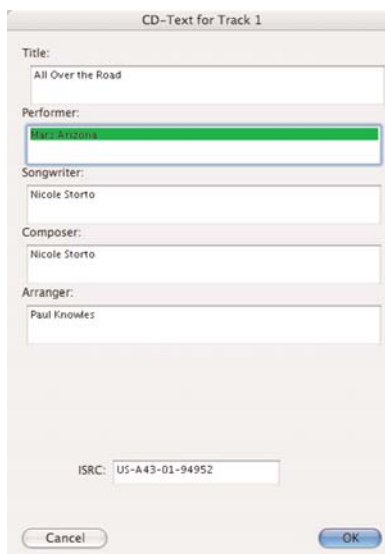 CD-Text for Track 1
Title:
All Over the Road
Performer:
Marc Arizona
Songwriter:
Nicole Storto
Composer:
Nicole Storto
Arranger:
Paul Knowles
ISRC: US-A43-01-94952
Cancel OK